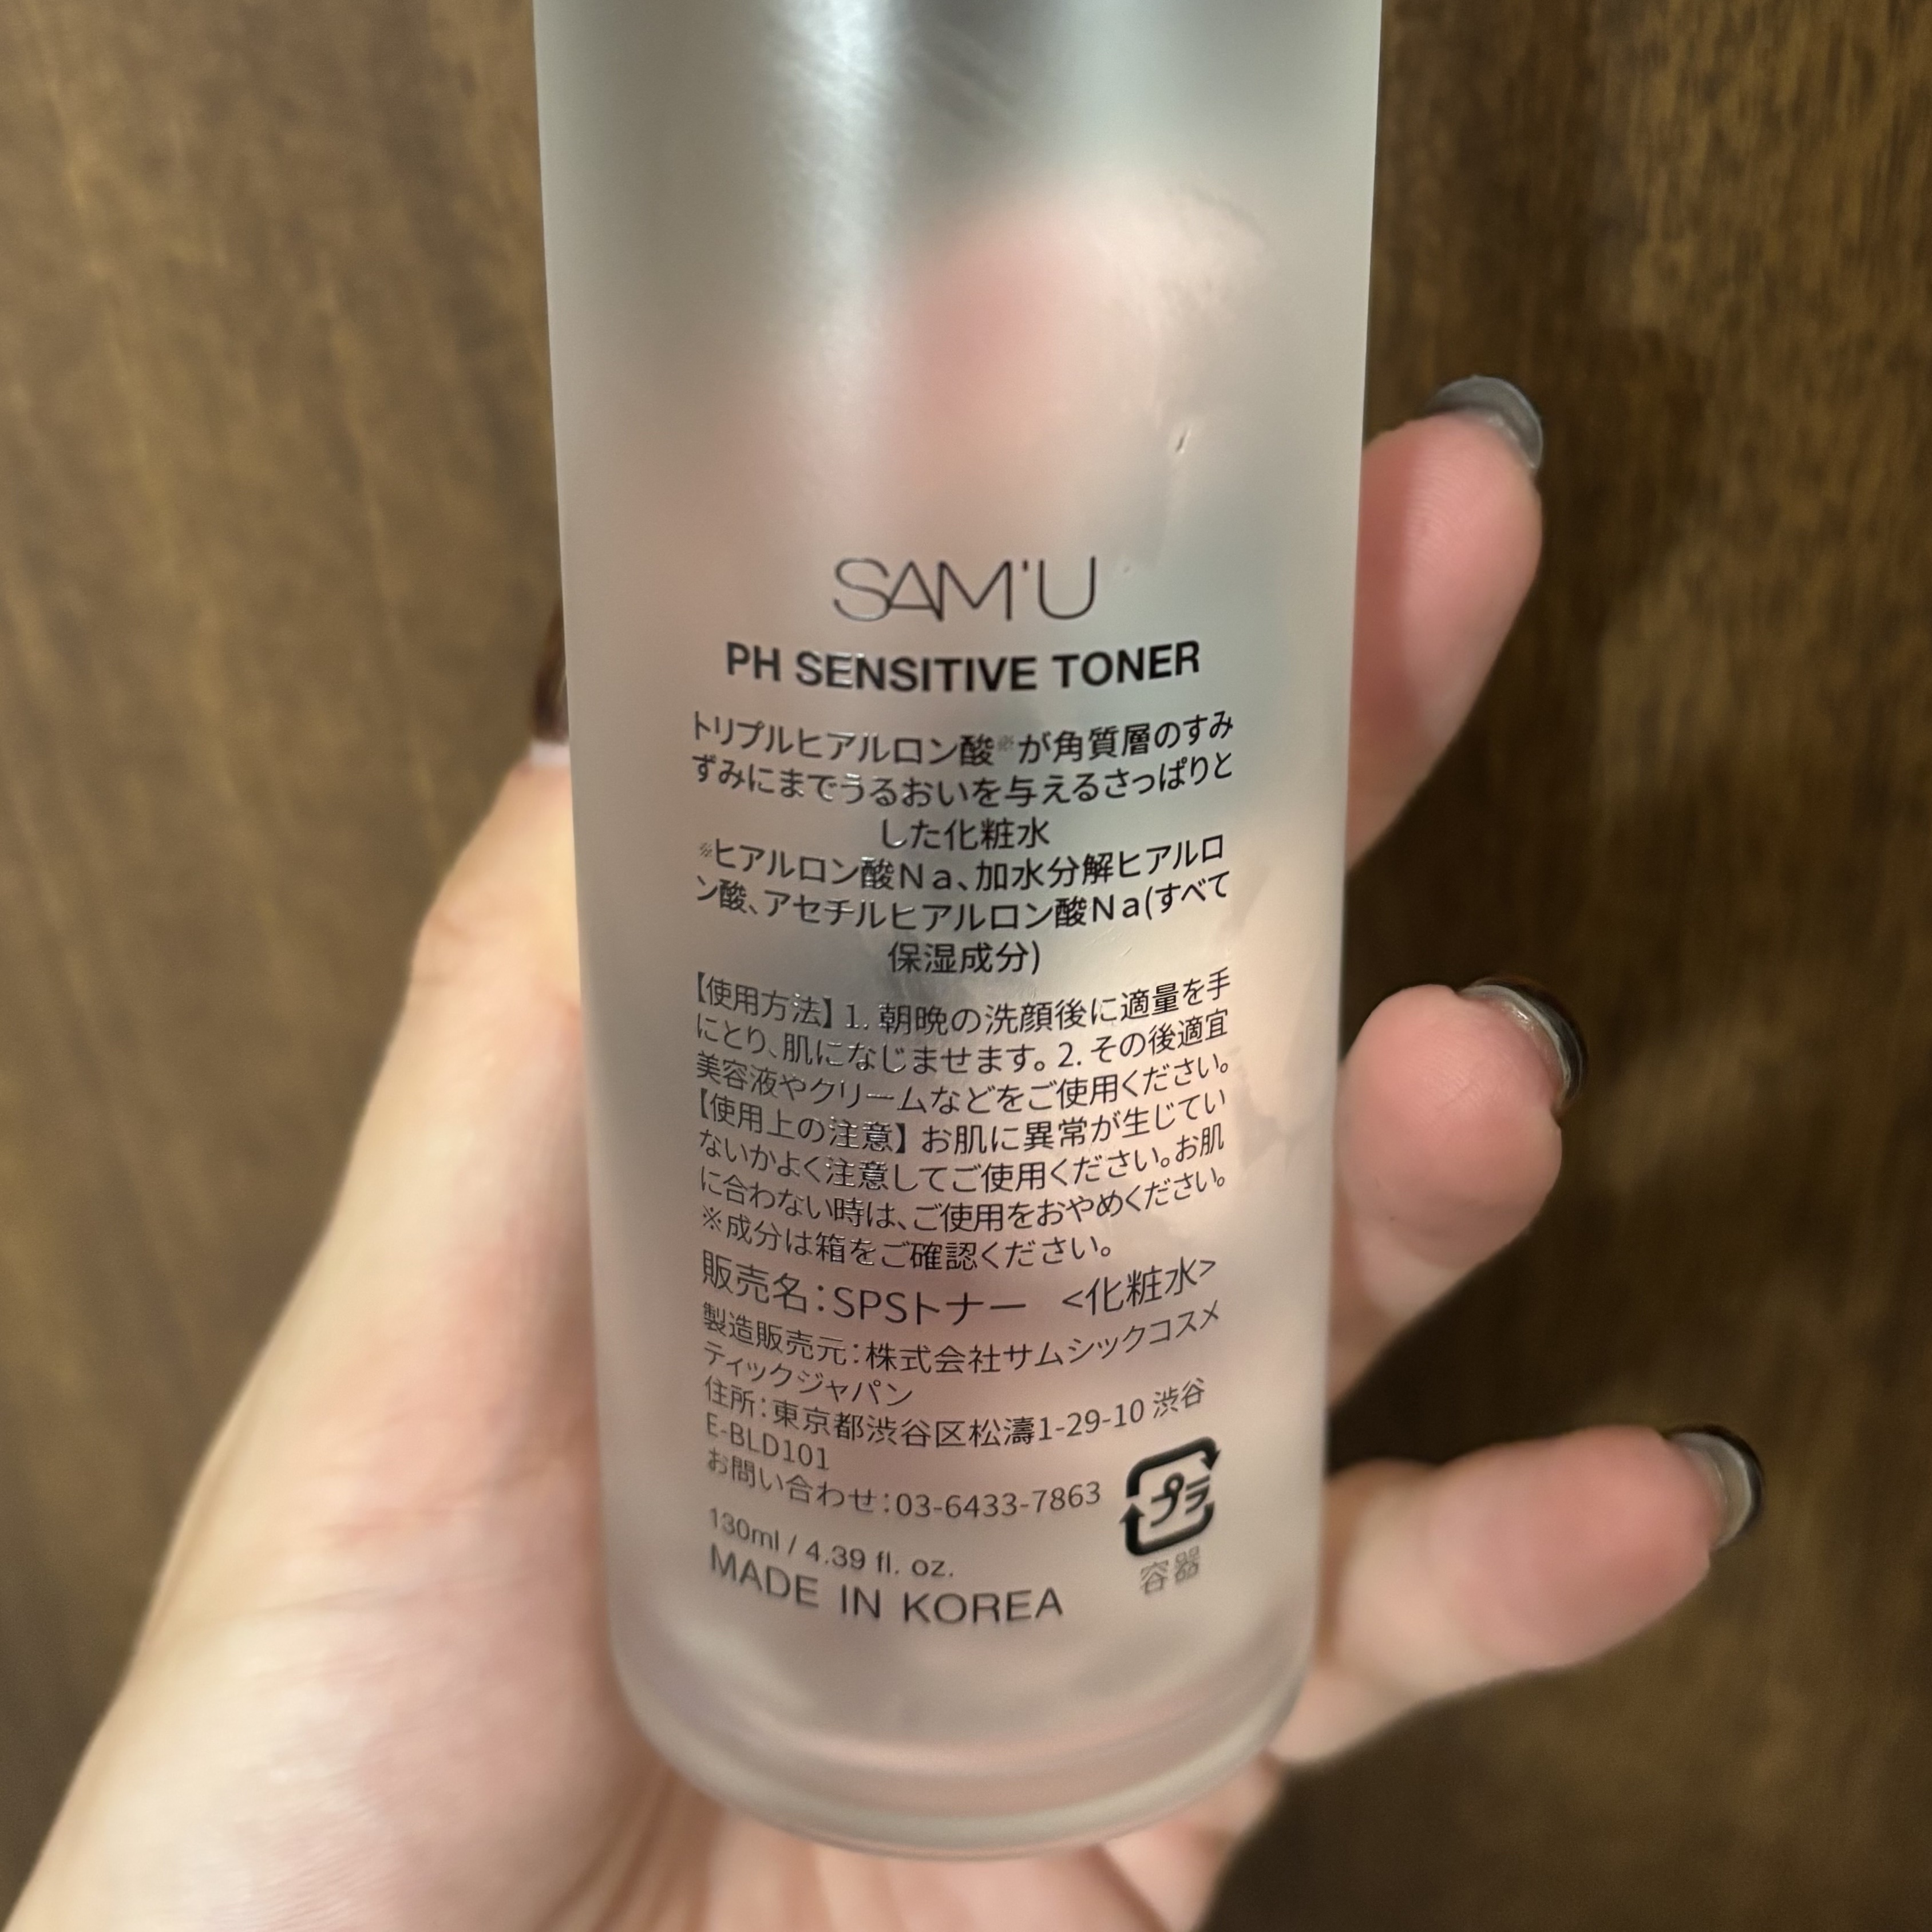 SAM'U
PH SENSITIVE TONER
トリプルヒアルロン酸※が角質層のすみ
ずみにまでうるおいを与えるさっぱりと
した化粧水
※ヒアルロン酸Na、加水分解ヒアルロ
ン酸、アセチルヒアルロン酸Na(すべて
保湿成分)
【使用方法】1. 朝晩の洗顔後に適量を手
にとり、肌になじませます。2. その後適宜
美容液やクリームなどをご使用ください。
【使用上の注意】お肌に異常が生じてい
ないかよく注意してご使用ください。お肌
に合わない時は、ご使用をおやめください。
※成分は箱をご確認ください。
販売名：SPSトナー <化粧水>
製造販売元：株式会社サムシックコスメ
ティックジャパン
住所：東京都渋谷区松濤1-29-10 渋谷
E-BLD101
お問い合わせ：03-6433-7863
130ml / 4.39 fl. oz.
MADE IN KOREA
プラ
容器